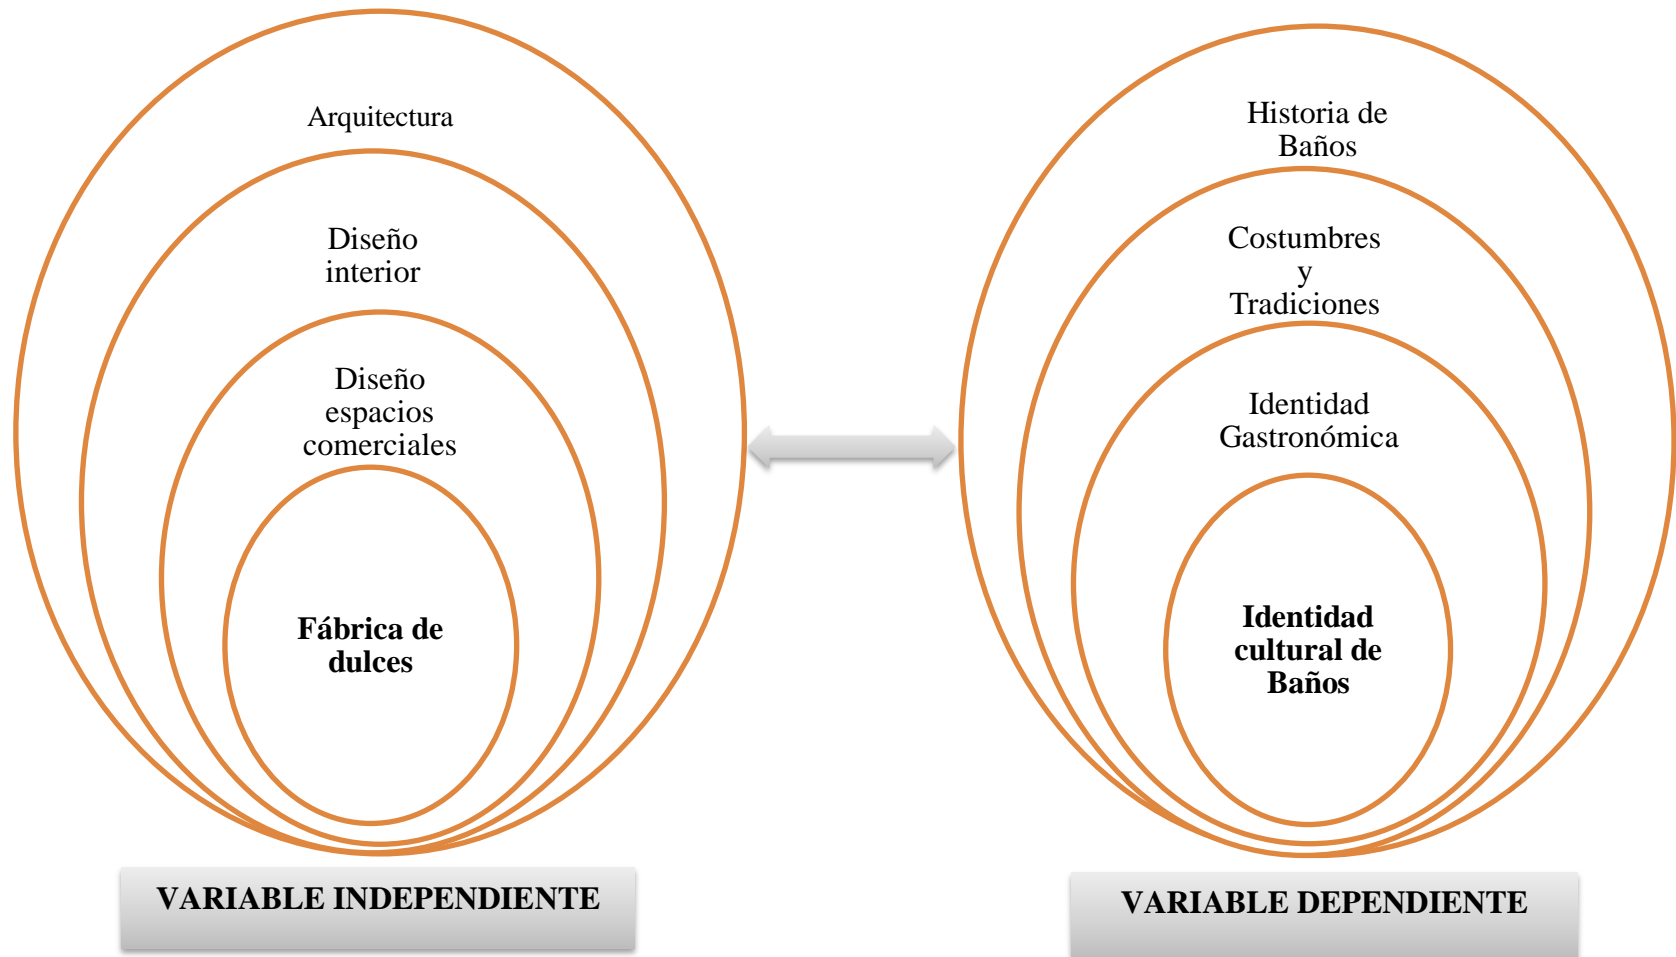 Arquitectura
Diseño
interior
Diseño
espacios
comerciales
Fábrica de
dulces
VARIABLE INDEPENDIENTE
Historia de
Baños
Costumbres
y
Tradiciones
Identidad
Gastronómica
Identidad
cultural de
Baños
VARIABLE DEPENDIENTE